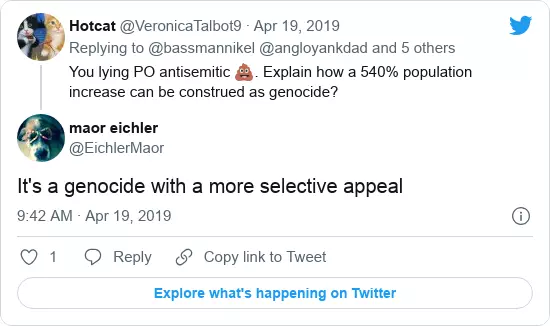 Hotcat @VeronicaTalbot9 · Apr 19, 2019
Replying to @bassmannikel @angloyankdad and 5 others
You lying PO antisemitic 💩. Explain how a 540% population
increase can be construed as genocide?
maor eichler
@EichlerMaor
It's a genocide with a more selective appeal
9:42 AM · Apr 19, 2019
1 Reply Copy link to Tweet
Explore what's happening on Twitter